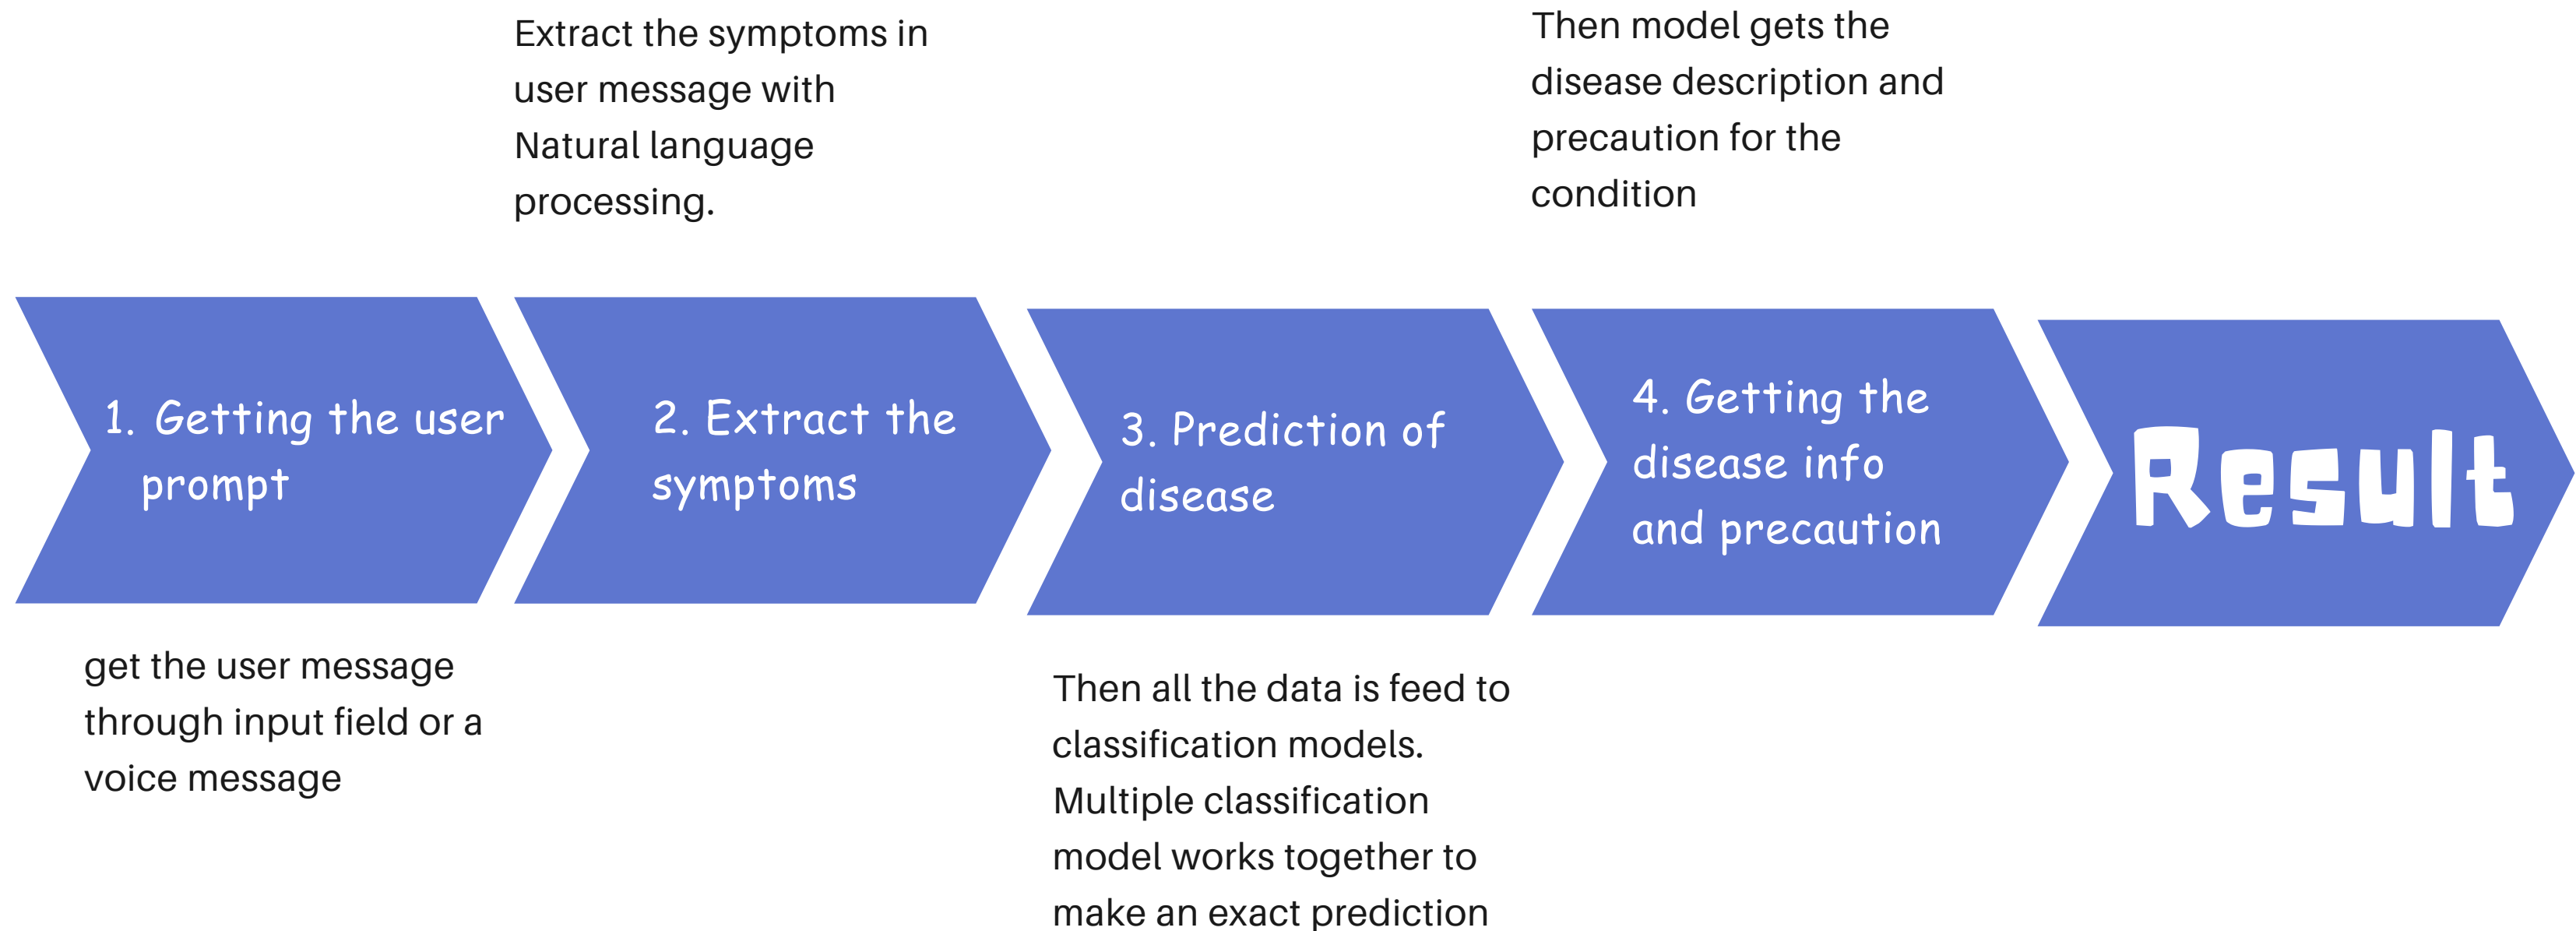 Extract the symptoms in
user message with
Natural language
processing.
Then model gets the
disease description and
precaution for the
condition
1. Getting the user
prompt
2. Extract the
symptoms
3. Prediction of
disease
4. Getting the
disease info
and precaution
Result
get the user message
through input field or a
voice message
Then all the data is feed to
classification models.
Multiple classification
model works together to
make an exact prediction